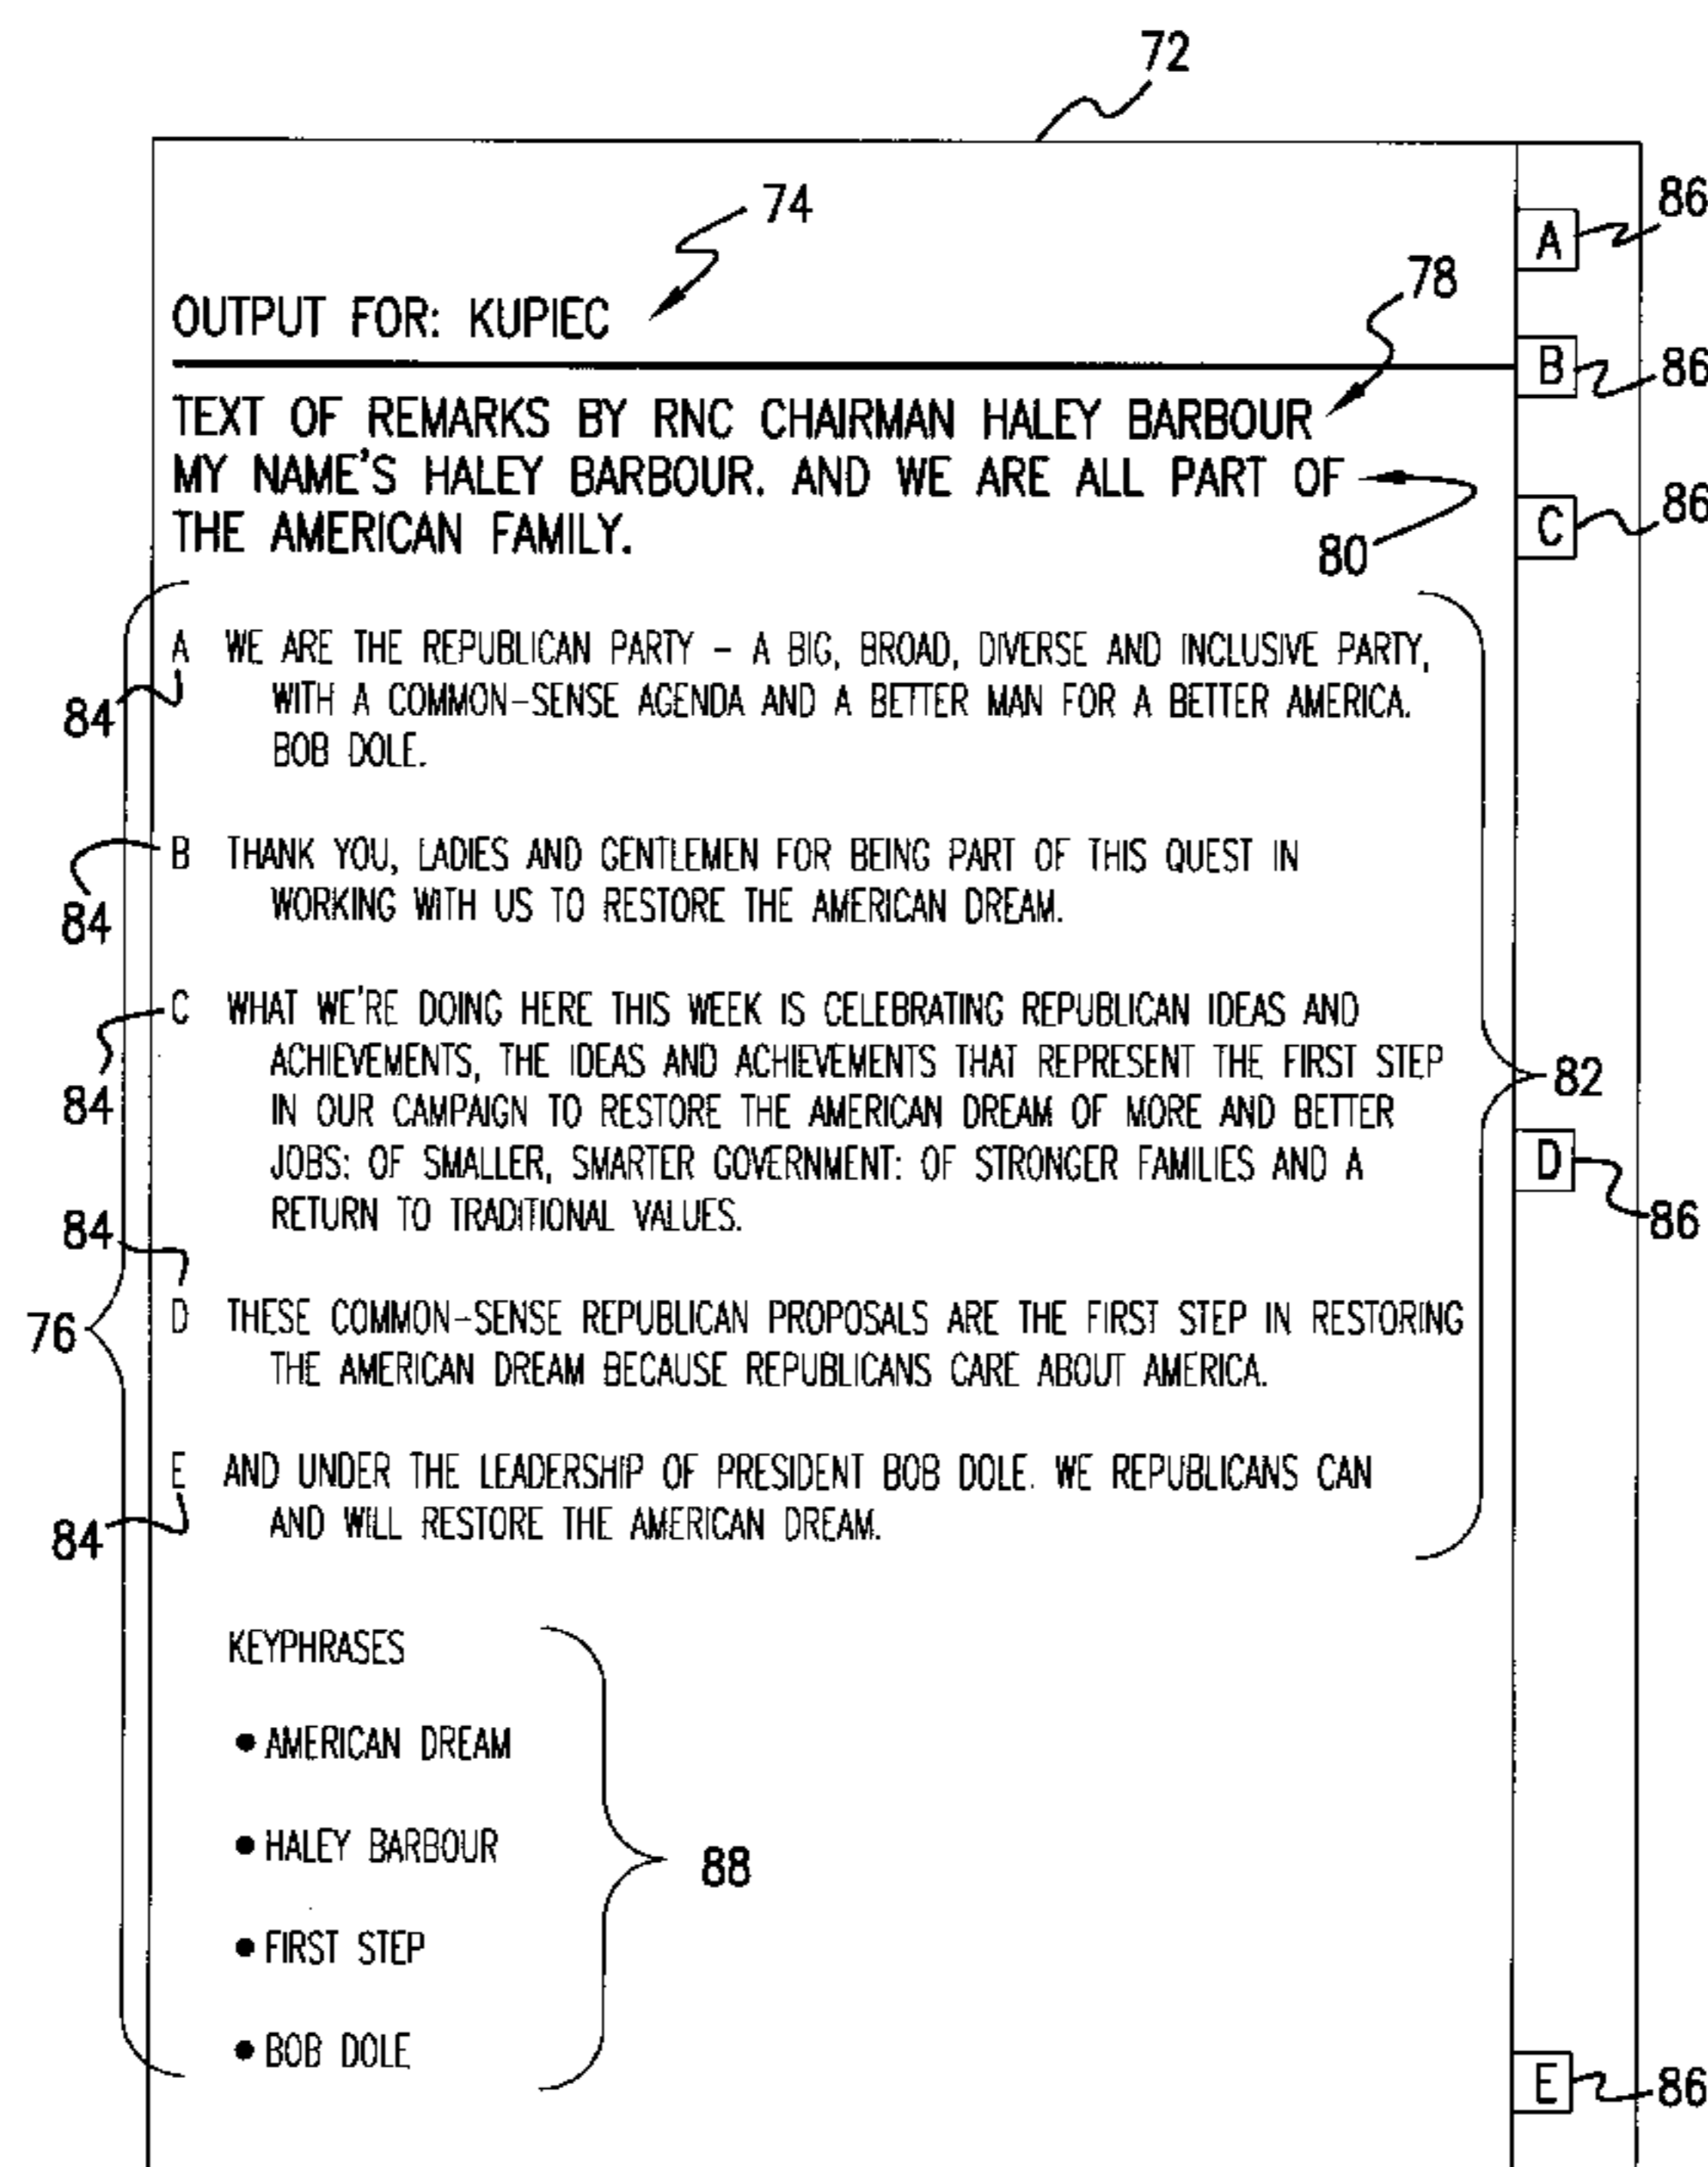 72
74
86
A
78
OUTPUT FOR: KUPIEC
B
86
TEXT OF REMARKS BY RNC CHAIRMAN HALEY BARBOUR
MY NAME'S HALEY BARBOUR. AND WE ARE ALL PART OF
THE AMERICAN FAMILY.
80
C
86
A WE ARE THE REPUBLICAN PARTY – A BIG, BROAD, DIVERSE AND INCLUSIVE PARTY,
WITH A COMMON-SENSE AGENDA AND A BETTER MAN FOR A BETTER AMERICA.
BOB DOLE.
84
B THANK YOU, LADIES AND GENTLEMEN FOR BEING PART OF THIS QUEST IN
WORKING WITH US TO RESTORE THE AMERICAN DREAM.
84
C WHAT WE'RE DOING HERE THIS WEEK IS CELEBRATING REPUBLICAN IDEAS AND
ACHIEVEMENTS, THE IDEAS AND ACHIEVEMENTS THAT REPRESENT THE FIRST STEP
IN OUR CAMPAIGN TO RESTORE THE AMERICAN DREAM OF MORE AND BETTER
JOBS: OF SMALLER, SMARTER GOVERNMENT: OF STRONGER FAMILIES AND A
RETURN TO TRADITIONAL VALUES.
84
82
D
86
84
76
D THESE COMMON-SENSE REPUBLICAN PROPOSALS ARE THE FIRST STEP IN RESTORING
THE AMERICAN DREAM BECAUSE REPUBLICANS CARE ABOUT AMERICA.
E AND UNDER THE LEADERSHIP OF PRESIDENT BOB DOLE. WE REPUBLICANS CAN
AND WILL RESTORE THE AMERICAN DREAM.
84
KEYPHRASES
• AMERICAN DREAM
• HALEY BARBOUR
• FIRST STEP
• BOB DOLE
88
E
86